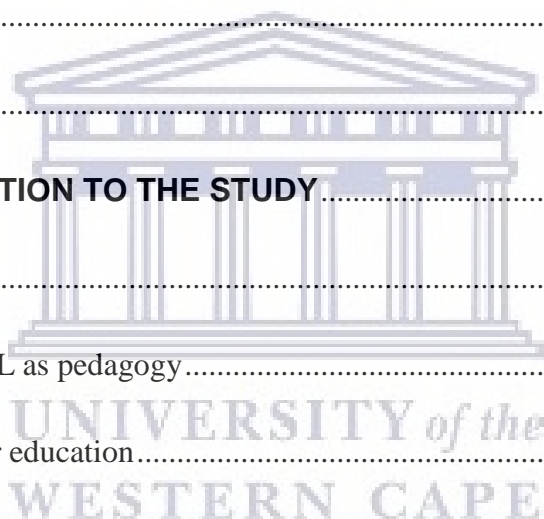 ..........................................................................
..........................................................................
TION TO THE STUDY..............................
..........................................................................
L as pedagogy..................................................
UNIVERSITY of the
r education.........................................................
WESTERN CAPE